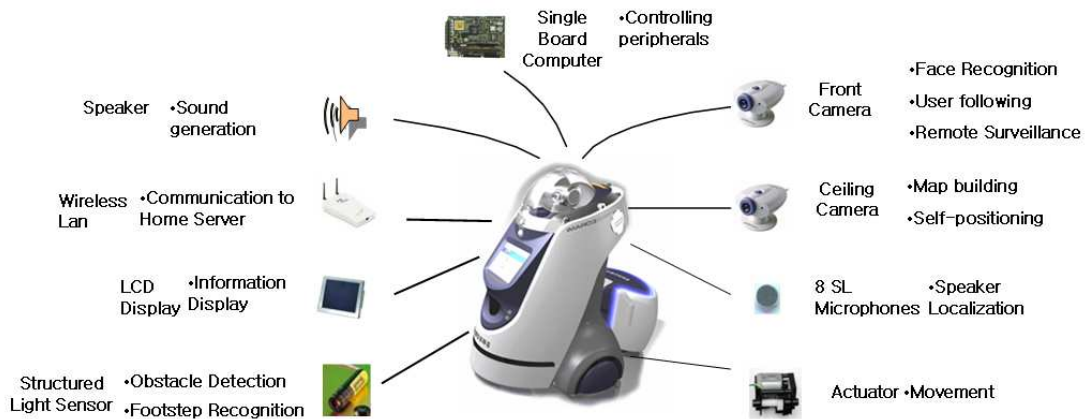 Single
Board
Computer
•Controlling
peripherals
Speaker
•Sound
generation
Front
Camera
•Face Recognition
•User following
•Remote Surveillance
Wireless
Lan
•Communication to
Home Server
Ceiling
Camera
•Map building
•Self-positioning
LCD
Display
•Information
Display
8 SL
Microphones
•Speaker
Localization
Structured
Light Sensor
•Obstacle Detection
•Footstep Recognition
Actuator
•Movement